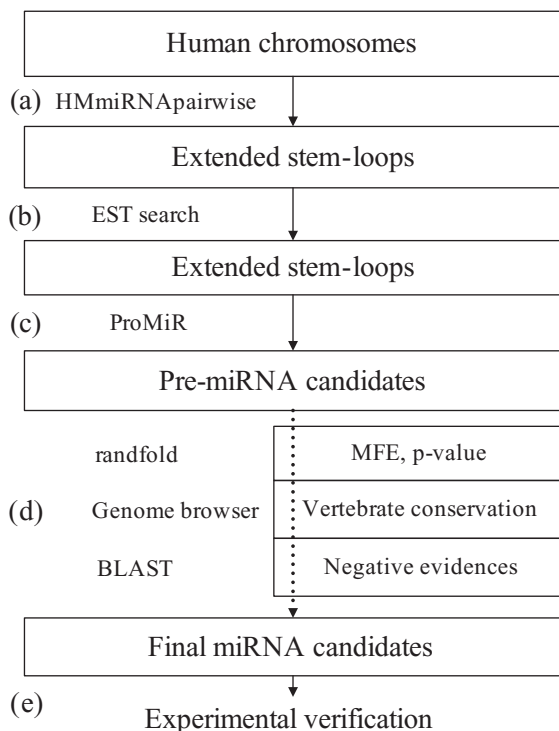 Human chromosomes
(a) HMmiRNApairwise
Extended stem-loops
(b) EST search
Extended stem-loops
(c) ProMiR
Pre-miRNA candidates
randfold MFE, p-value
(d) Genome browser Vertebrate conservation
BLAST Negative evidences
Final miRNA candidates
(e)
Experimental verification